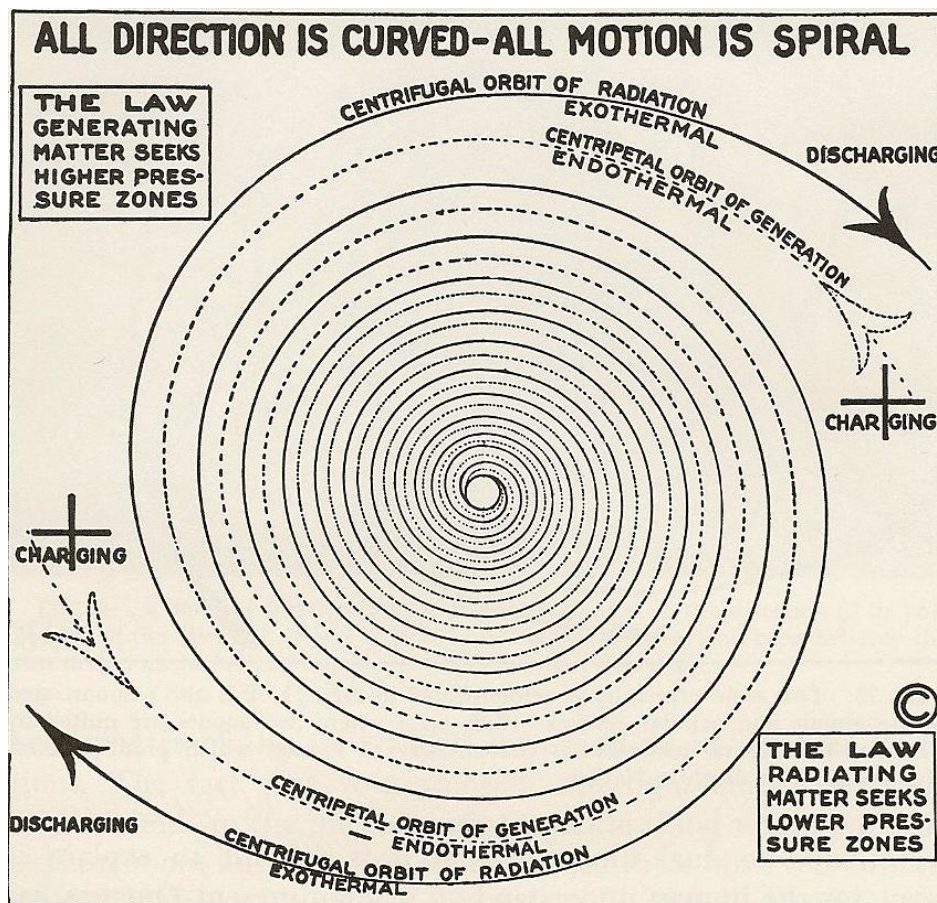 ALL DIRECTION IS CURVED-ALL MOTION IS SPIRAL
THE LAW
GENERATING
MATTER SEEKS
HIGHER PRES-
SURE ZONES
CENTRIFUGAL ORBIT OF RADIATION
EXOTHERMAL
CENTRIPETAL ORBIT OF GENERATION
ENDOTHERMAL
DISCHARGING
CHARGING
CHARGING
DISCHARGING
CENTRIPETAL ORBIT OF GENERATION
ENDOTHERMAL
CENTRIFUGAL ORBIT OF RADIATION
EXOTHERMAL
©
THE LAW
RADIATING
MATTER SEEKS
LOWER PRES-
SURE ZONES